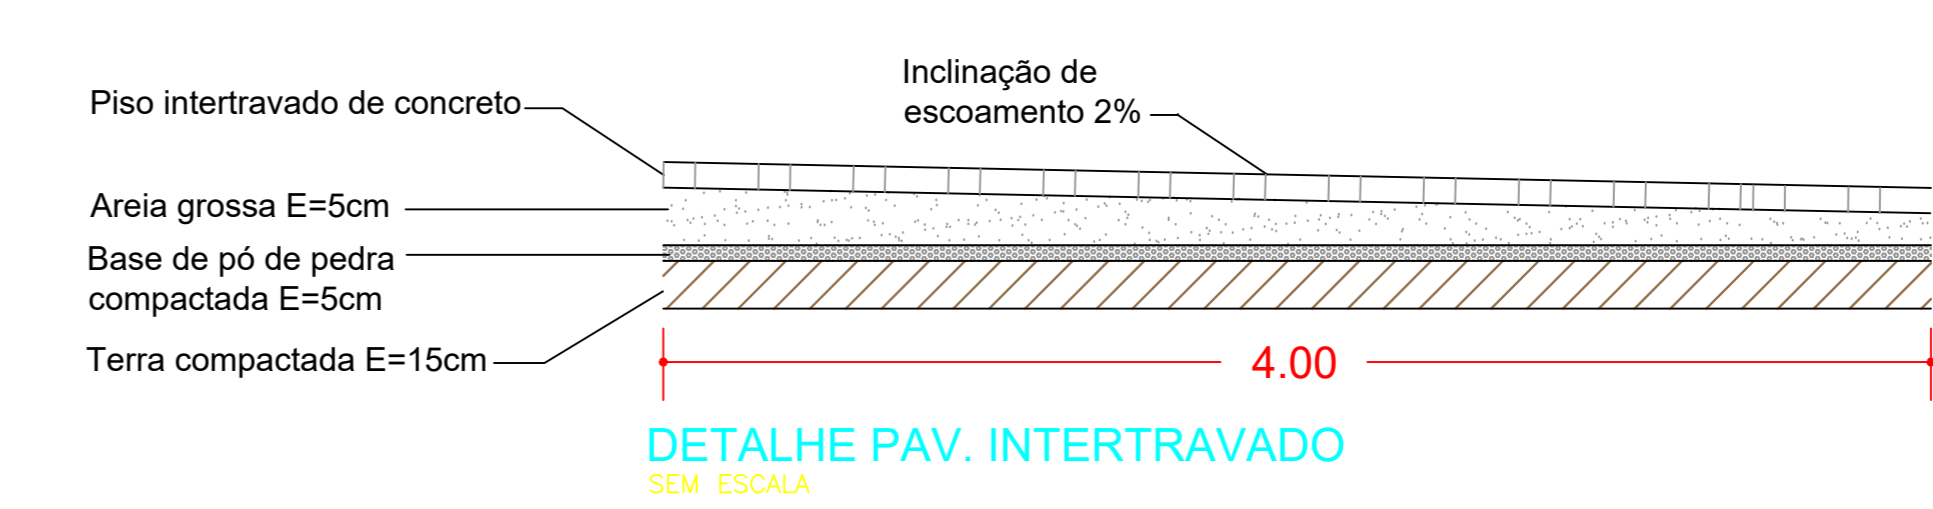 Inclinação de
escoamento 2%
Piso intertravado de concreto
Areia grossa E=5cm
Base de pó de pedra
compactada E=5cm
Terra compactada E=15cm
4.00
DETALHE PAV. INTERTRAVADO
SEM ESCALA